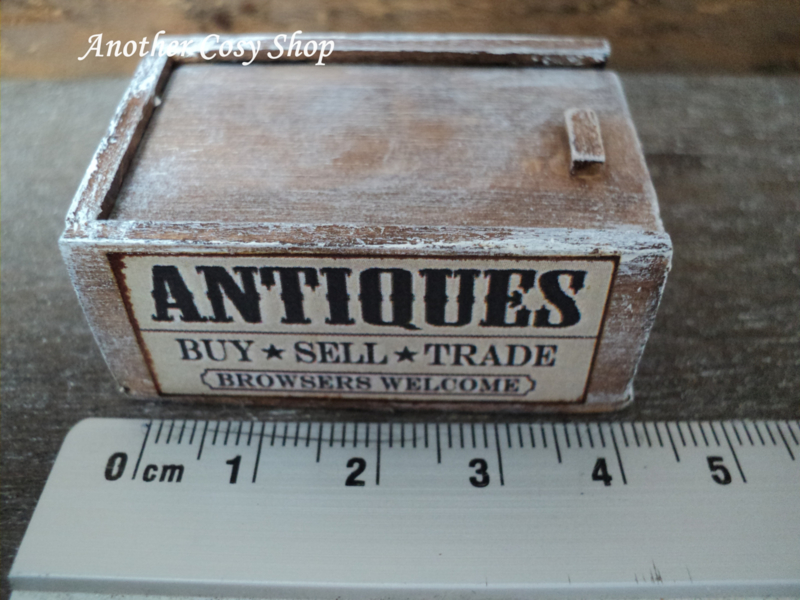 Another Cosy Shop
ANTIQUES
BUY ★ SELL ★ TRADE
BROWSERS WELCOME
0 cm 1 2 3 4 5